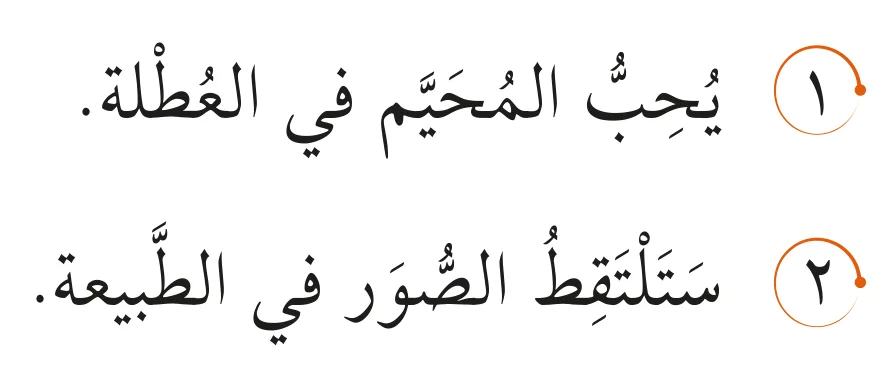 ١ يُحِبُّ المُحَيَّم في العُطْلة.
٢ سَتَلْتَقِطُ الصُّوَر في الطَّبيعة.